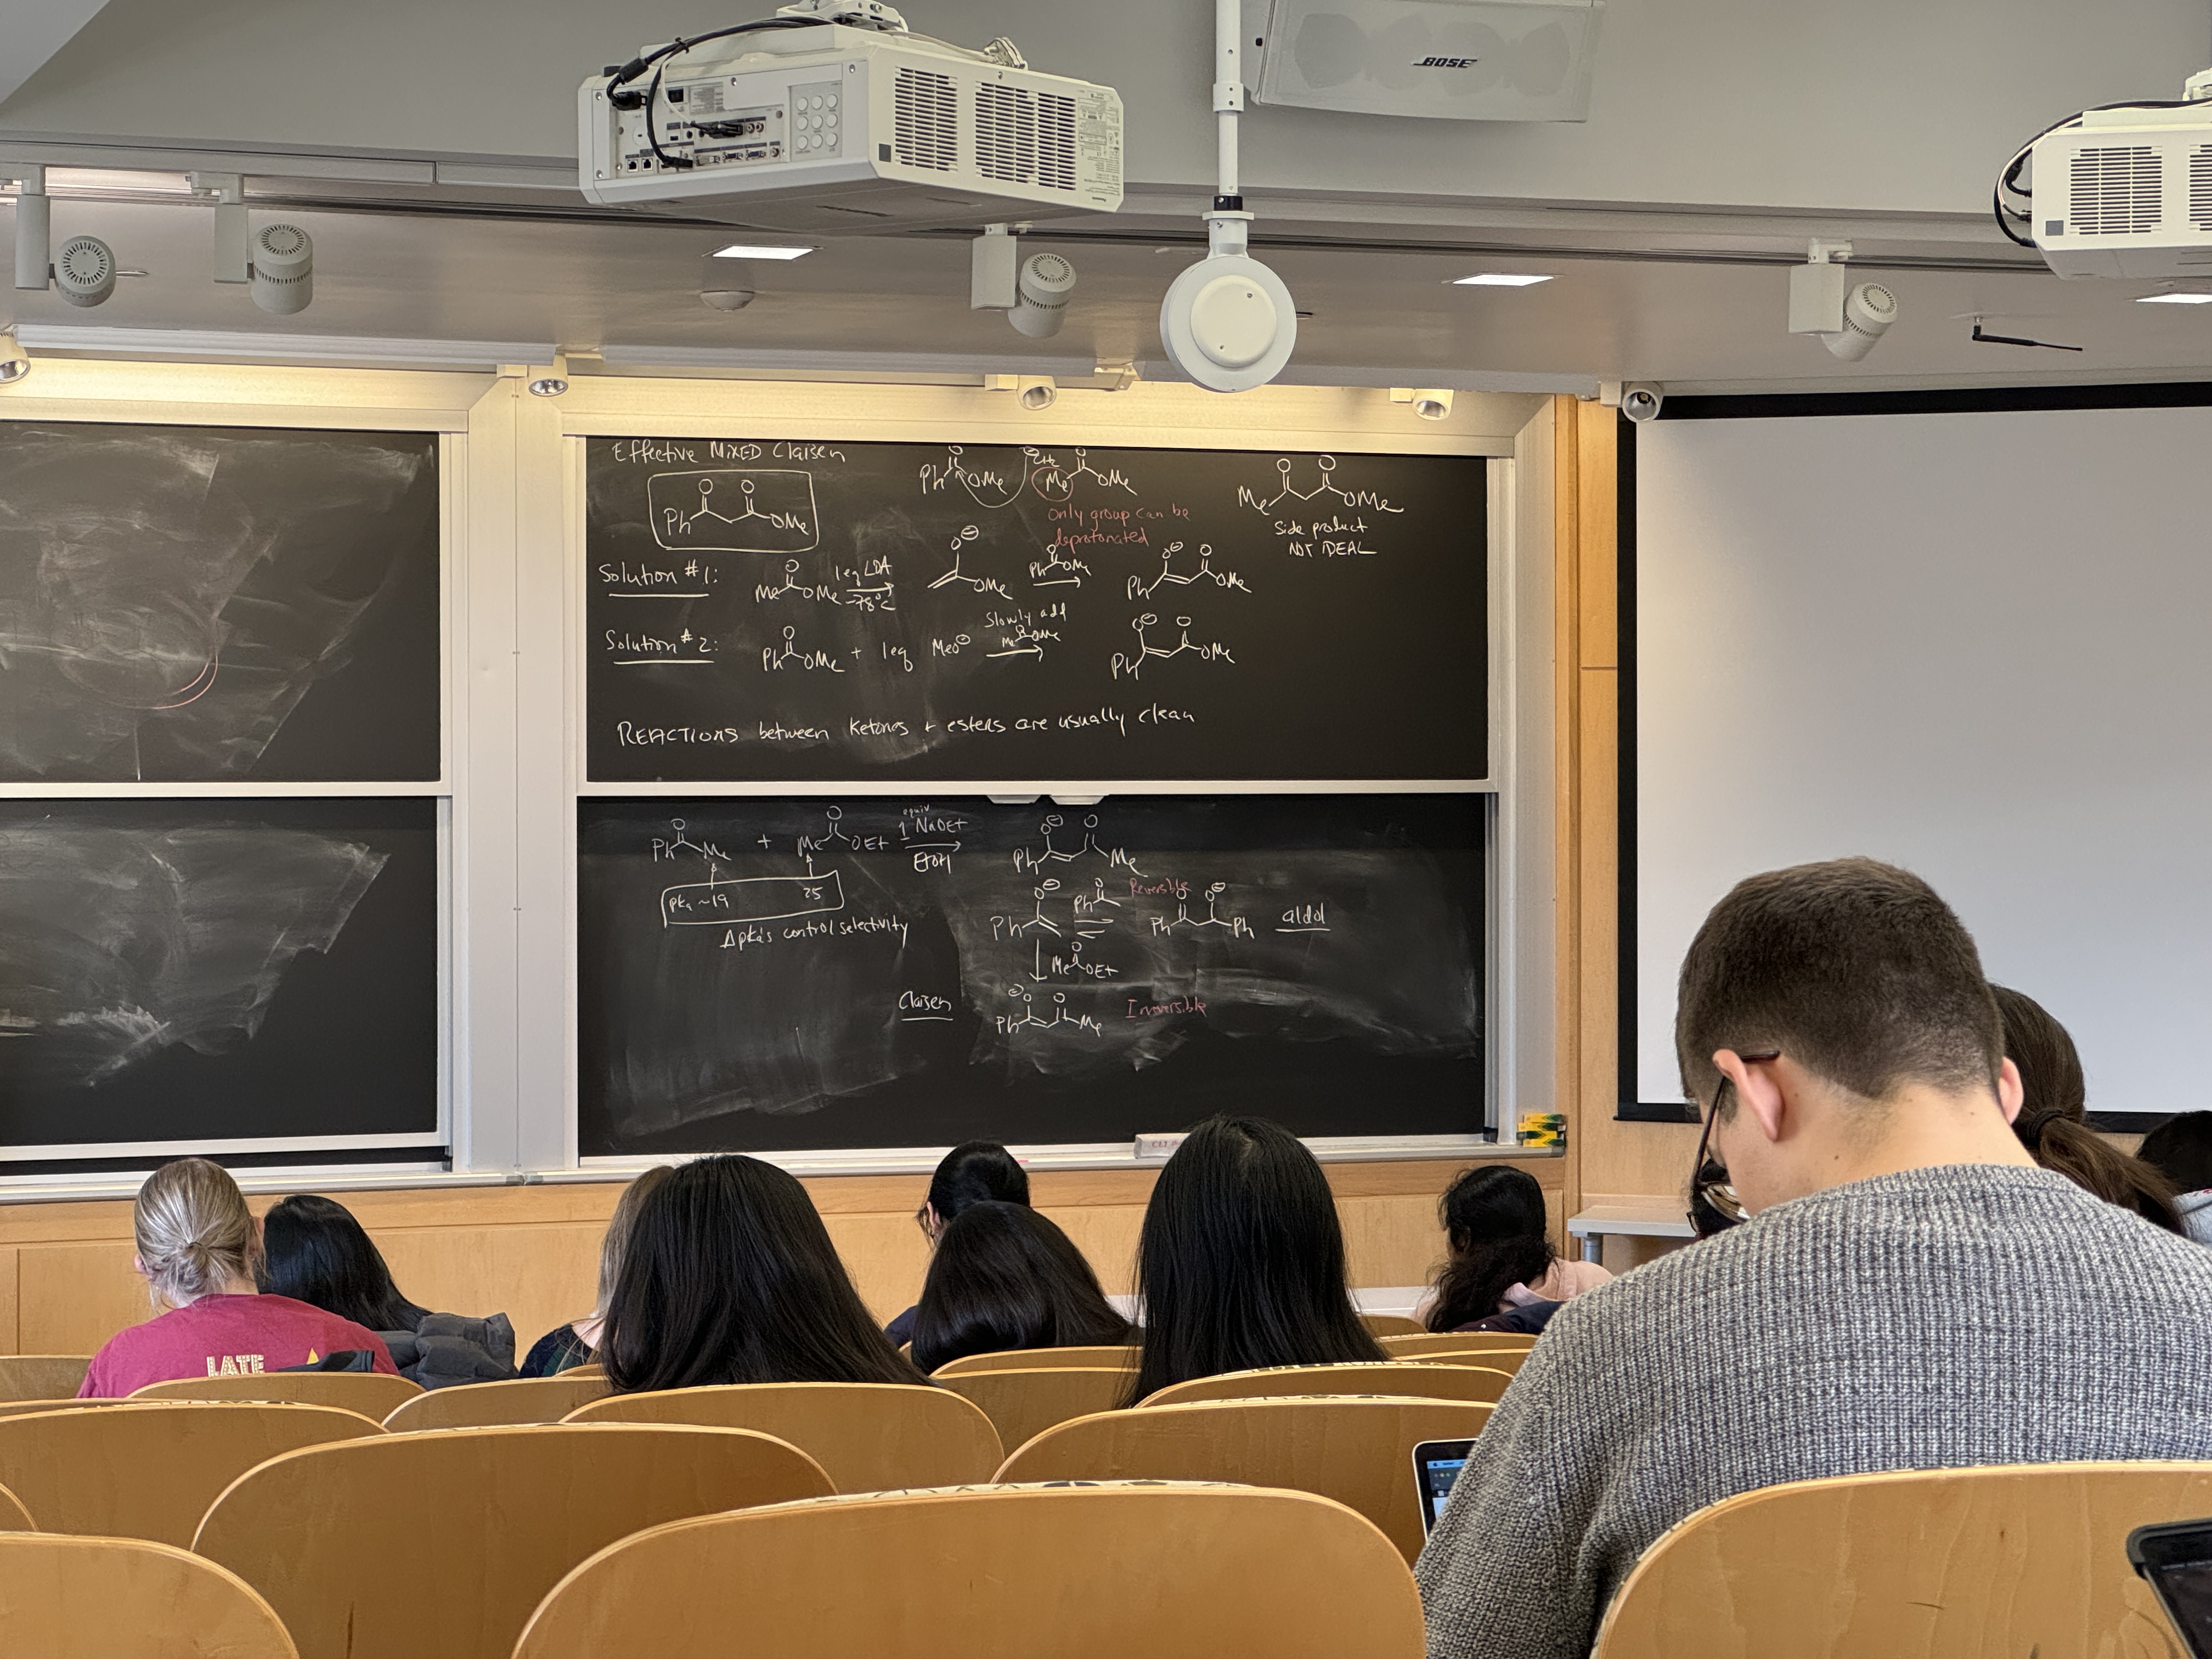 BOSE
Effective MIXED Claisen
O O
Ph OMe
O
Ph OMe
⊖CH₂
O
Me OMe
Only group can be
deprotonated
O O
Me OMe
Side product
NOT IDEAL
Solution #1:
O
Me OMe
1eq LDA
-78°C
O⊖
OMe
O
Ph OMe
O⊖ O
Ph OMe
Solution #2:
O
Ph OMe + 1eq MeO⊖
Slowly add
O
Me OMe
O⊖ O
Ph OMe
REACTIONS between Ketones + esters are usually clean
O
Ph Me
+
O
Me OEt
equiv
1 NaOEt
EtOH
O⊖ O
Ph Me
pKa ~19 25
ΔpKa's control selectivity
O⊖
Ph
O
Ph
Reversible
O O⊖
Ph Ph
aldol
O
Me OEt
Claisen
⊖O O
Ph Me
Irreversible
LATE